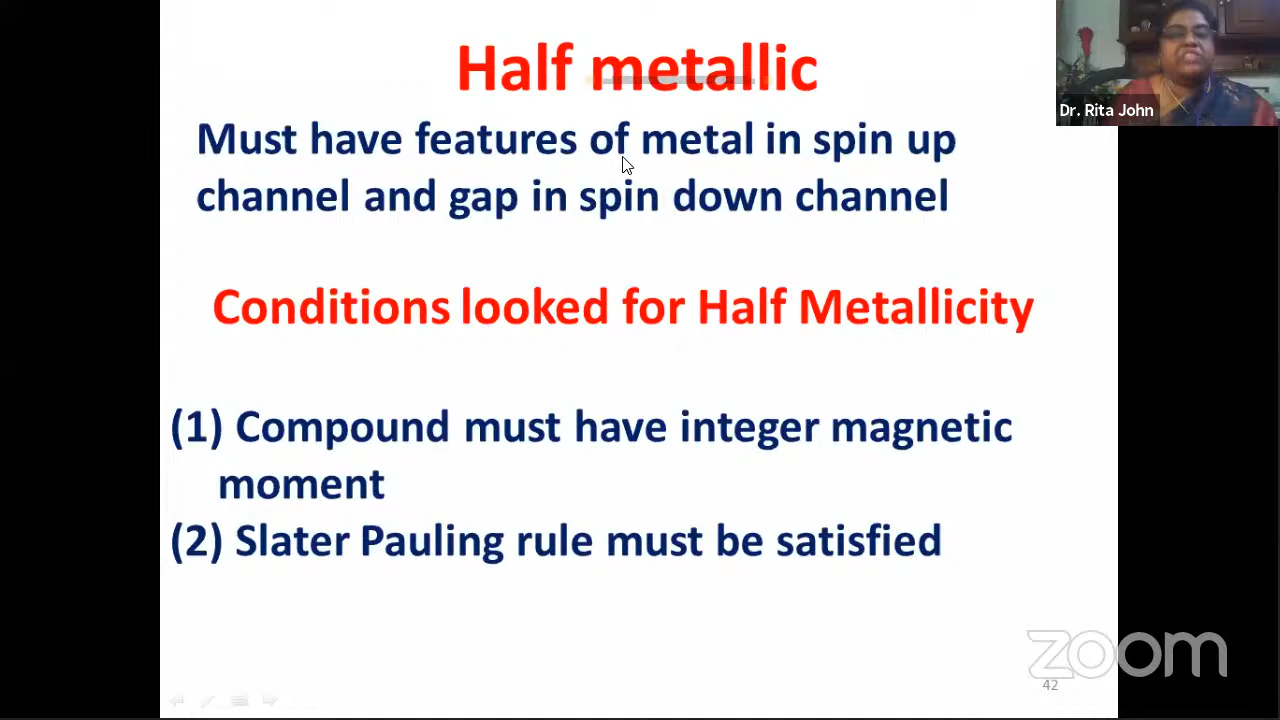 Half metallic
Dr. Rita John
Must have features of metal in spin up
channel and gap in spin down channel
Conditions looked for Half Metallicity
(1) Compound must have integer magnetic
moment
(2) Slater Pauling rule must be satisfied
zoom
42